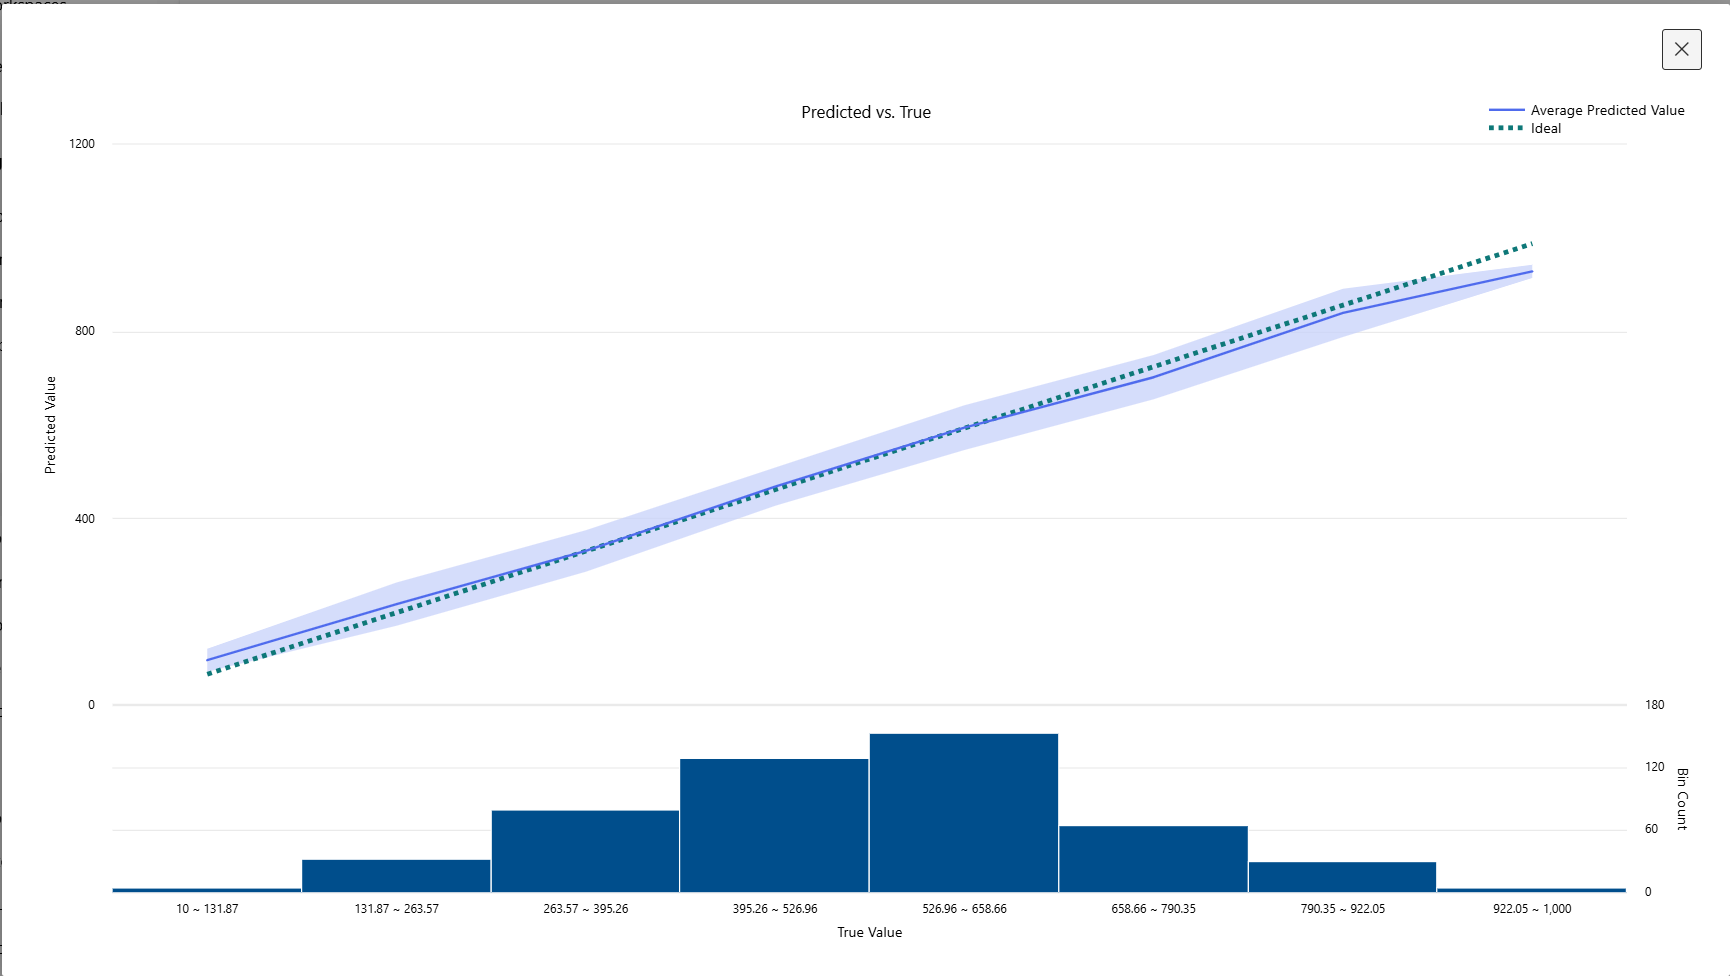 Predicted vs. True
Average Predicted Value
Ideal
1200
800
400
0
Predicted Value
180
120
60
0
Bin Count
10 ~ 131.87
131.87 ~ 263.57
263.57 ~ 395.26
395.26 ~ 526.96
526.96 ~ 658.66
658.66 ~ 790.35
790.35 ~ 922.05
922.05 ~ 1,000
True Value